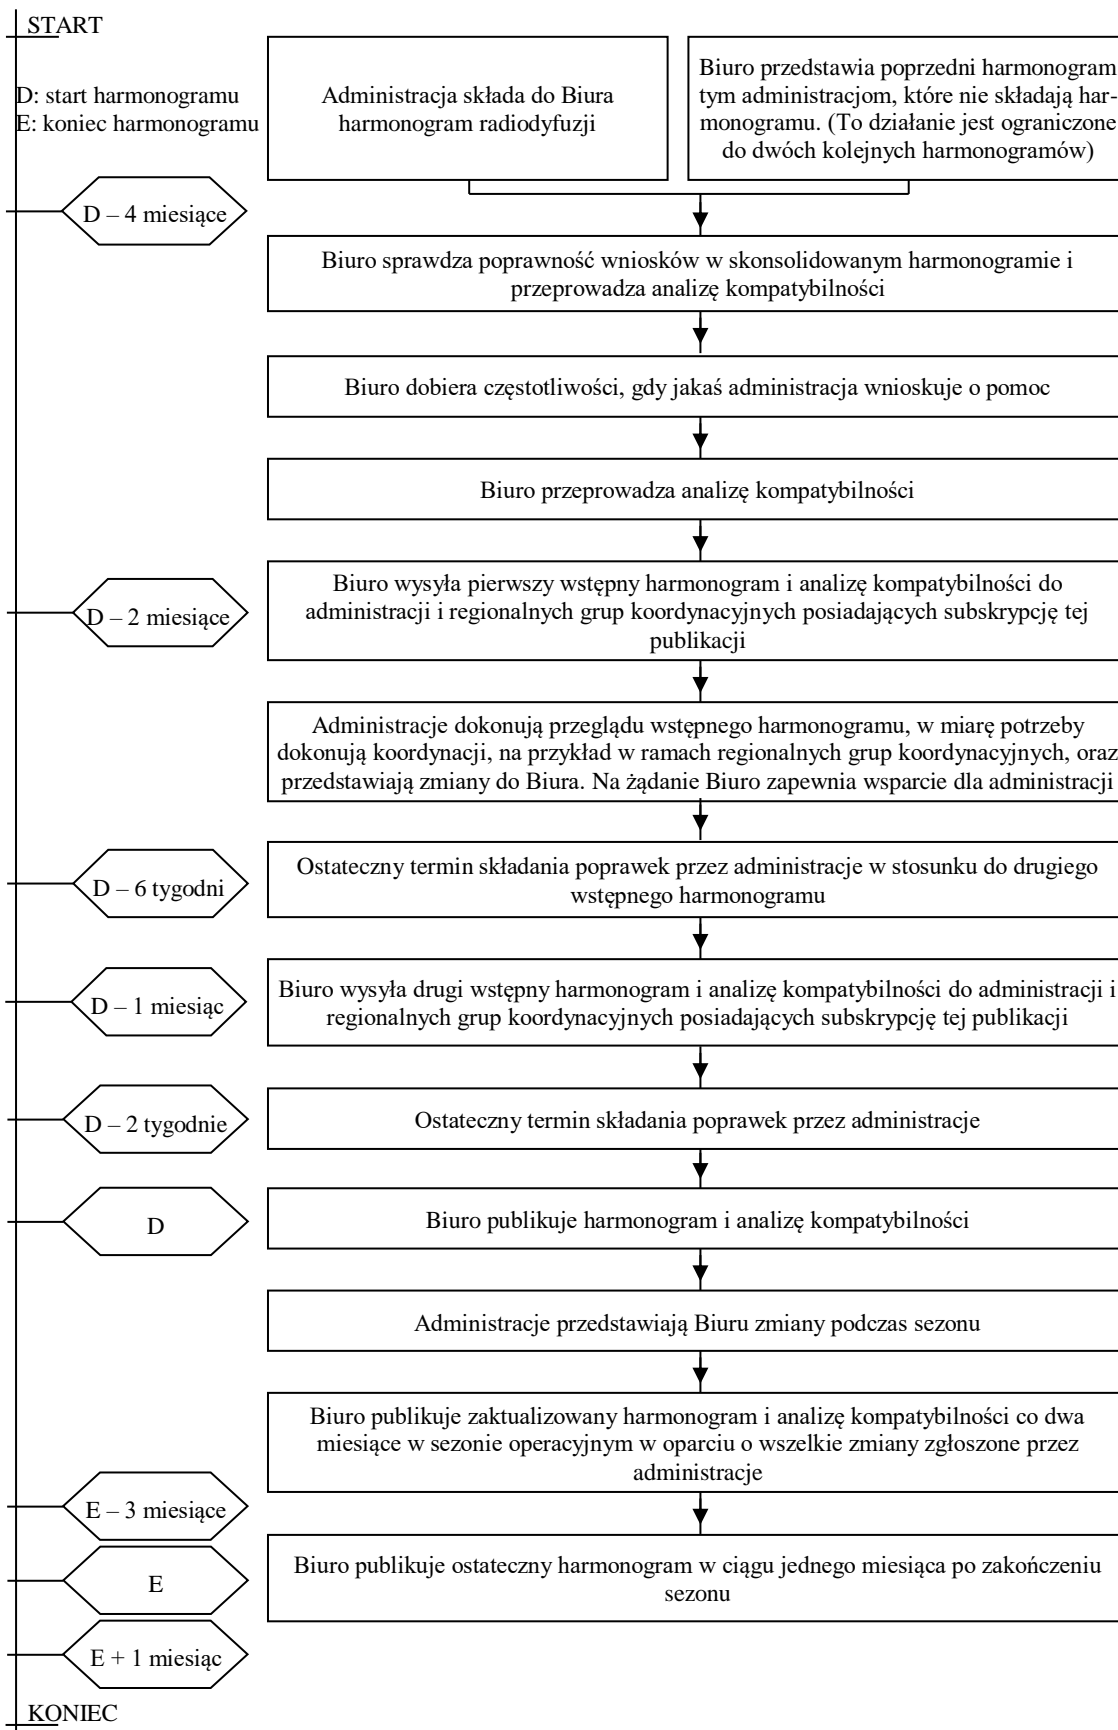 START
D: start harmonogramu
E: koniec harmonogramu
Administracja składa do Biura
harmonogram radiodyfuzji
Biuro przedstawia poprzedni harmonogram
tym administracjom, które nie składają har-
monogramu. (To działanie jest ograniczone
do dwóch kolejnych harmonogramów)
D – 4 miesiące
Biuro sprawdza poprawność wniosków w skonsolidowanym harmonogramie i
przeprowadza analizę kompatybilności
Biuro dobiera częstotliwości, gdy jakaś administracja wnioskuje o pomoc
Biuro przeprowadza analizę kompatybilności
D – 2 miesiące
Biuro wysyła pierwszy wstępny harmonogram i analizę kompatybilności do
administracji i regionalnych grup koordynacyjnych posiadających subskrypcję tej
publikacji
Administracje dokonują przeglądu wstępnego harmonogramu, w miarę potrzeby
dokonują koordynacji, na przykład w ramach regionalnych grup koordynacyjnych, oraz
przedstawiają zmiany do Biura. Na żądanie Biuro zapewnia wsparcie dla administracji
D – 6 tygodni
Ostateczny termin składania poprawek przez administracje w stosunku do drugiego
wstępnego harmonogramu
D – 1 miesiąc
Biuro wysyła drugi wstępny harmonogram i analizę kompatybilności do administracji i
regionalnych grup koordynacyjnych posiadających subskrypcję tej publikacji
D – 2 tygodnie
Ostateczny termin składania poprawek przez administracje
D
Biuro publikuje harmonogram i analizę kompatybilności
Administracje przedstawiają Biuru zmiany podczas sezonu
Biuro publikuje zaktualizowany harmonogram i analizę kompatybilności co dwa
miesiące w sezonie operacyjnym w oparciu o wszelkie zmiany zgłoszone przez
administracje
E – 3 miesiące
Biuro publikuje ostateczny harmonogram w ciągu jednego miesiąca po zakończeniu
sezonu
E
E + 1 miesiąc
KONIEC